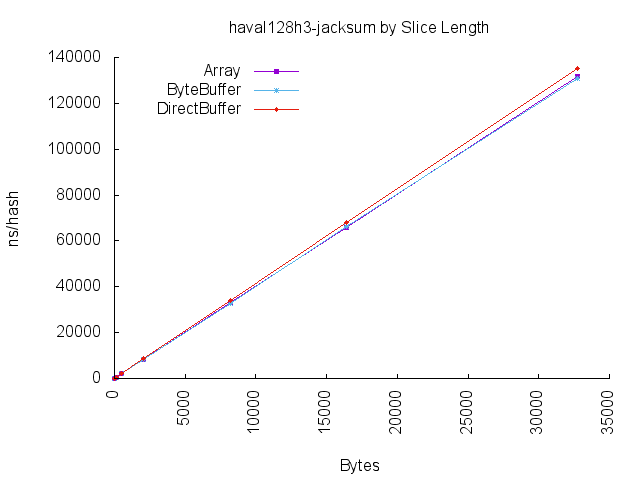 haval128h3-jacksum by Slice Length
140000
120000
100000
80000
60000
40000
20000
0
ns/hash
Array
ByteBuffer
DirectBuffer
0
5000
10000
15000
20000
25000
30000
35000
Bytes